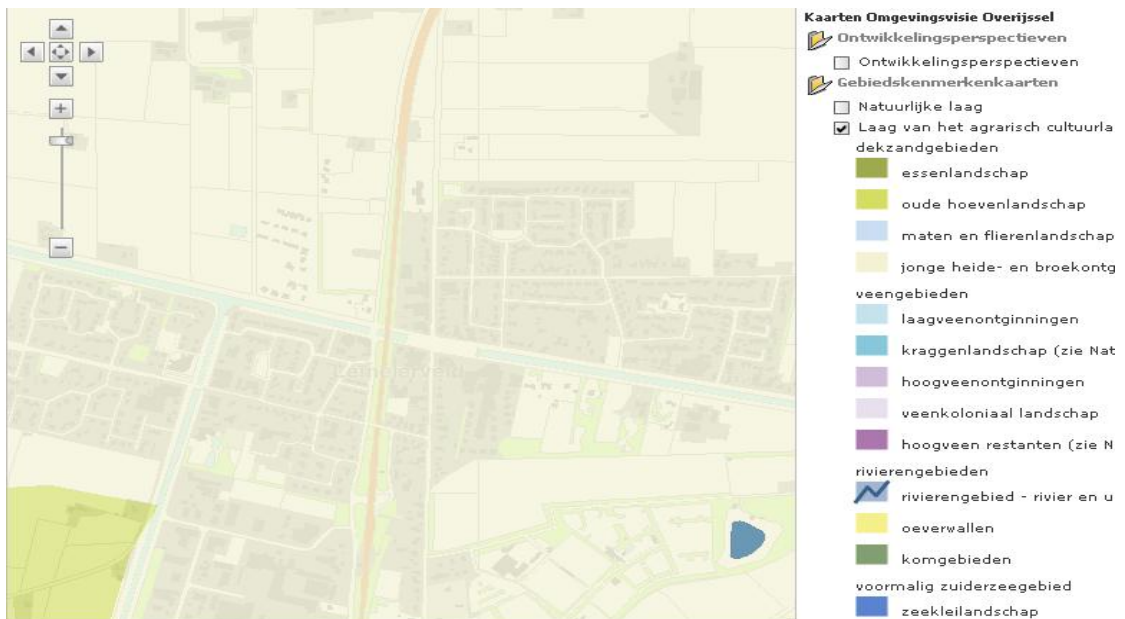 Kaarten Omgevingsvisie Overijssel
Ontwikkelingsperspectieven
Ontwikkelingsperspectieven
Gebiedskenmerkenkaarten
Natuurlijke laag
Laag van het agrarisch cultuurla
dekzandgebieden
essenlandschap
oude hoevenlandschap
maten en flierenlandschap
jonge heide- en broekontg
veengebieden
laagveenontginningen
kraggenlandschap (zie Nat
hoogveenontginningen
veenkoloniaal landschap
hoogveen restanten (zie N
rivierengebieden
rivierengebied - rivier en u
oeverwallen
komgebieden
voormalig zuiderzeegebied
zeekleilandschap
Lemelerveld